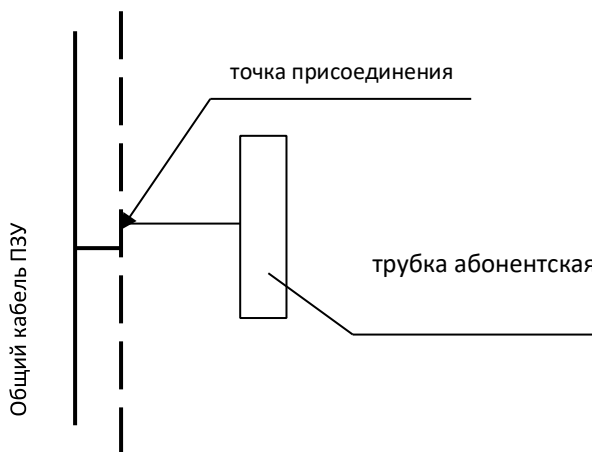 точка присоединения
трубка абонентская
Общий кабель ПЗУ